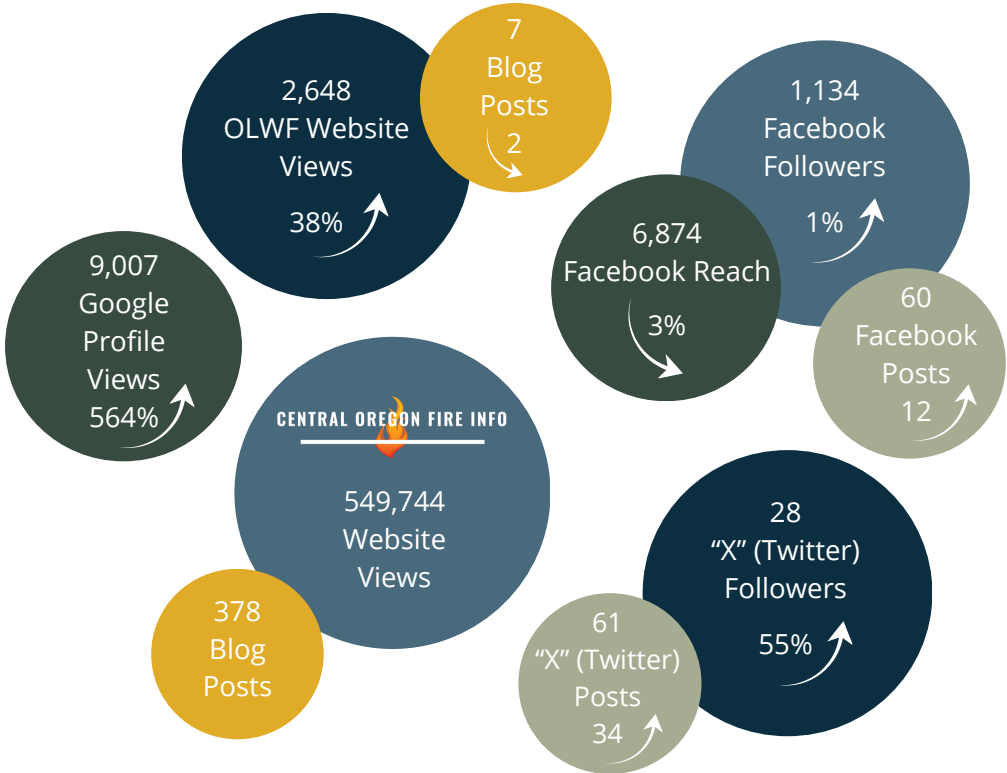 2,648
OLWF Website
Views
38%
7
Blog
Posts
2
1,134
Facebook
Followers
1%
6,874
Facebook Reach
3%
60
Facebook
Posts
12
9,007
Google
Profile
Views
564%
CENTRAL OREGON FIRE INFO
549,744
Website
Views
378
Blog
Posts
28
“X” (Twitter)
Followers
55%
61
“X” (Twitter)
Posts
34